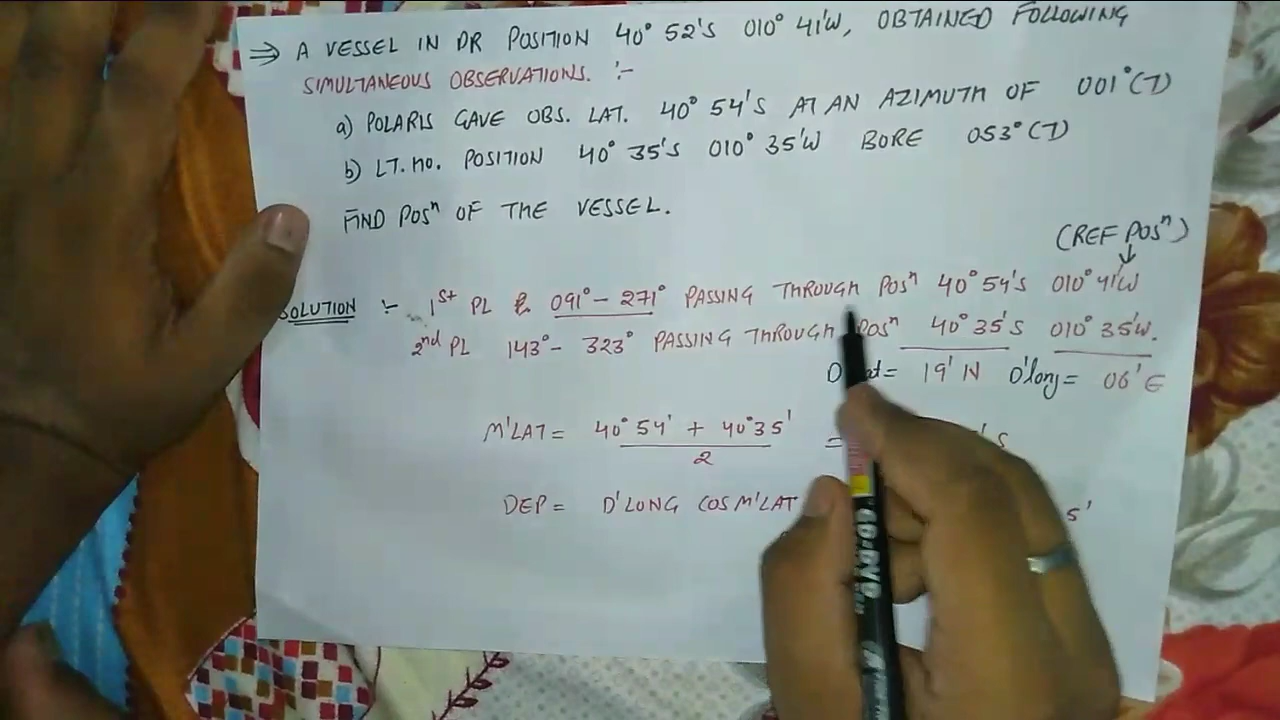 ⇒ A VESSEL IN DR POSITION 40° 52'S 010° 41'W, OBTAINED FOLLOWING
SIMULTANEOUS OBSERVATIONS. :-
a) POLARIS GAVE OBS. LAT. 40° 54'S AT AN AZIMUTH OF 001°(T)
b) LT. HO. POSITION 40° 35'S 010° 35'W BORE 053°(T)
FIND POSⁿ OF THE VESSEL.
(REF POSⁿ)
↓
SOLUTION :- 1st PL 091° - 271° PASSING THROUGH POSⁿ 40° 54'S 010° 41'W
2nd PL 143° - 323° PASSING THROUGH POSⁿ 40° 35'S 010° 35'W.
= 19' N D'long = 06' E
M'LAT = 40° 54' + 40° 35' =
2
DEP = D'LONG COS M'LAT